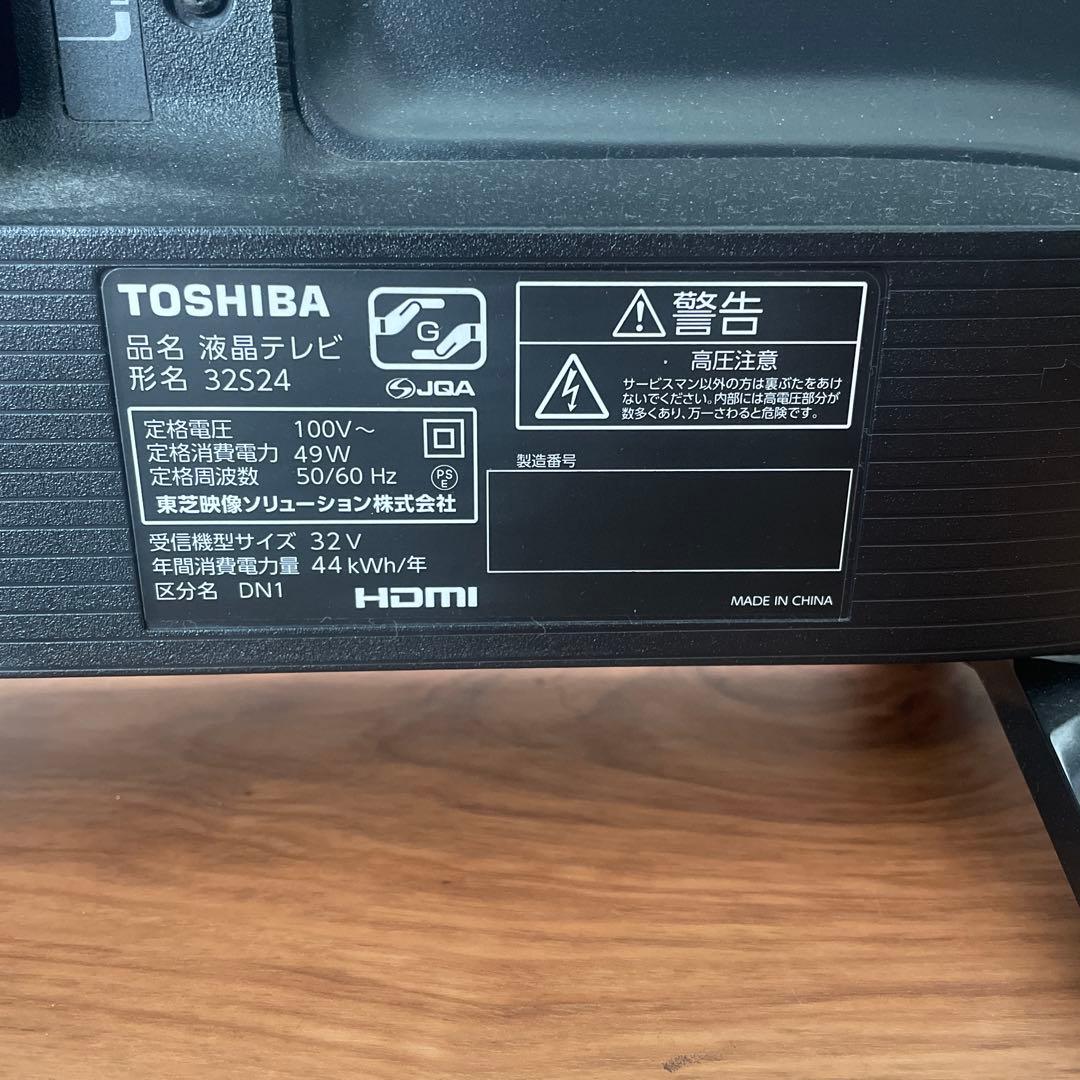 TOSHIBA
品名 液晶テレビ
形名 32S24
G
JQA
定格電圧 100V～
定格消費電力 49W
定格周波数 50/60 Hz
PS
E
東芝映像ソリューション株式会社
受信機型サイズ 32V
年間消費電力量 44kWh/年
区分名 DN1
HDMI
警告
高圧注意
サービスマン以外の方は裏ぶたをあけ
ないでください。内部には高電圧部分が
数多くあり、万一さわると危険です。
製造番号
MADE IN CHINA